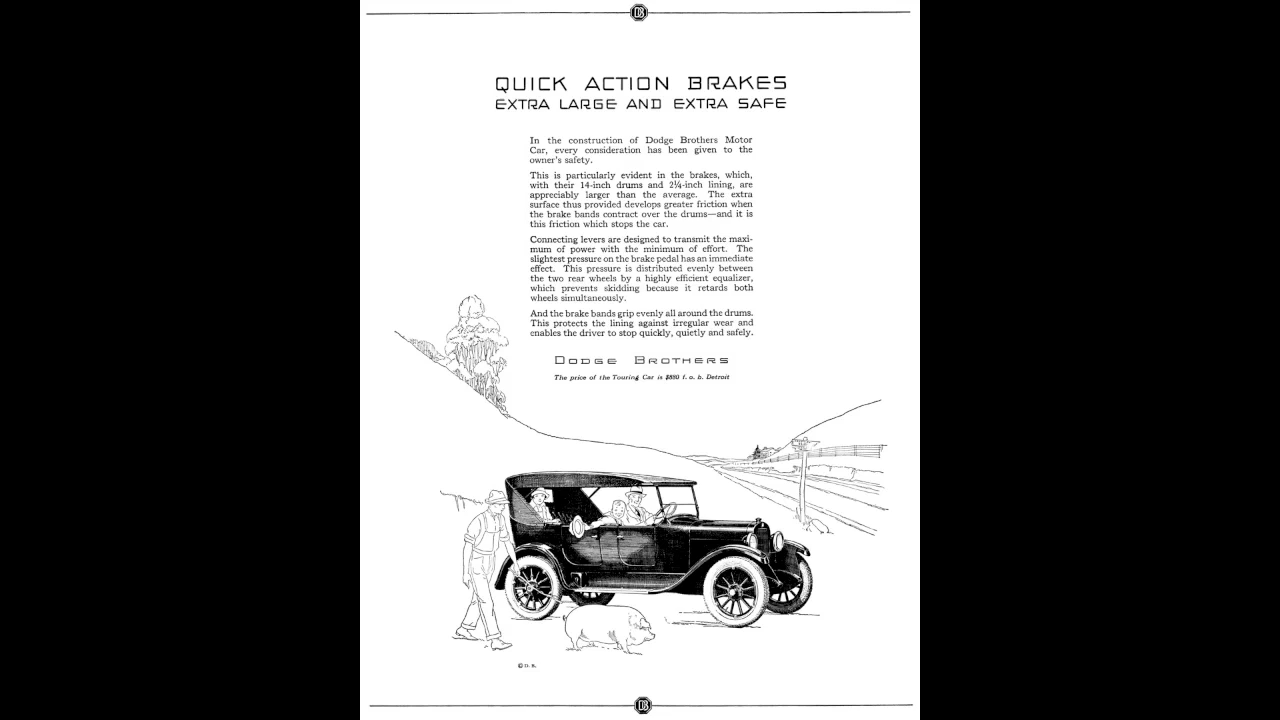 DB
QUICK ACTION BRAKES
EXTRA LARGE AND EXTRA SAFE
In the construction of Dodge Brothers Motor
Car, every consideration has been given to the
owner's safety.
This is particularly evident in the brakes, which,
with their 14-inch drums and 2¼-inch lining, are
appreciably larger than the average. The extra
surface thus provided develops greater friction when
the brake bands contract over the drums—and it is
this friction which stops the car.
Connecting levers are designed to transmit the maxi-
mum of power with the minimum of effort. The
slightest pressure on the brake pedal has an immediate
effect. This pressure is distributed evenly between
the two rear wheels by a highly efficient equalizer,
which prevents skidding because it retards both
wheels simultaneously.
And the brake bands grip evenly all around the drums.
This protects the lining against irregular wear and
enables the driver to stop quickly, quietly and safely.
DODGE BROTHERS
The price of the Touring Car is $880 f. o. b. Detroit
© D. B.
DB